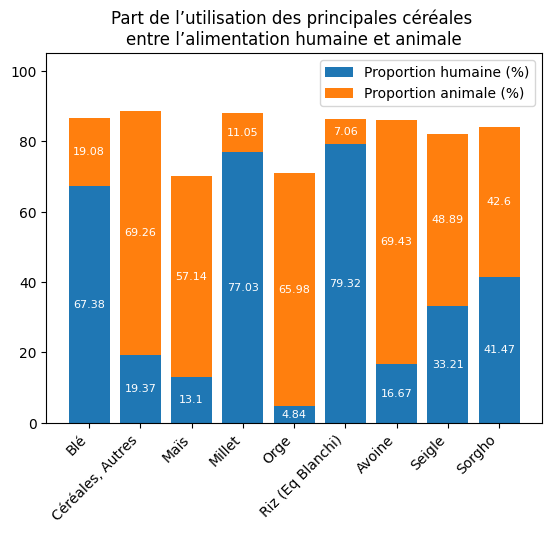 Part de l’utilisation des principales céréales
entre l’alimentation humaine et animale
Proportion humaine (%)
Proportion animale (%)
100
80
60
40
20
0
19.08
67.38
69.26
19.37
57.14
13.1
11.05
77.03
65.98
4.84
7.06
79.32
69.43
16.67
48.89
33.21
42.6
41.47
Blé
Céréales, Autres
Maïs
Millet
Orge
Riz (Eq Blanchi)
Avoine
Seigle
Sorgho